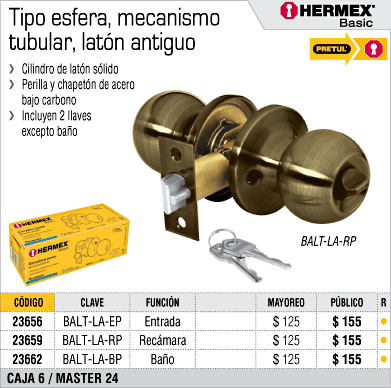 Tipo esfera, mecanismo
tubular, latón antiguo
HERMEX
Basic
PRETUL
› Cilindro de latón sólido
› Perilla y chapetón de acero
bajo carbono
› Incluyen 2 llaves
excepto baño
HERMEX
BALT-LA-RP
CÓDIGO CLAVE FUNCIÓN MAYOREO PÚBLICO R
23656 BALT-LA-EP Entrada $ 125 $ 155
23659 BALT-LA-RP Recámara $ 125 $ 155
23662 BALT-LA-BP Baño $ 125 $ 155
CAJA 6 / MASTER 24